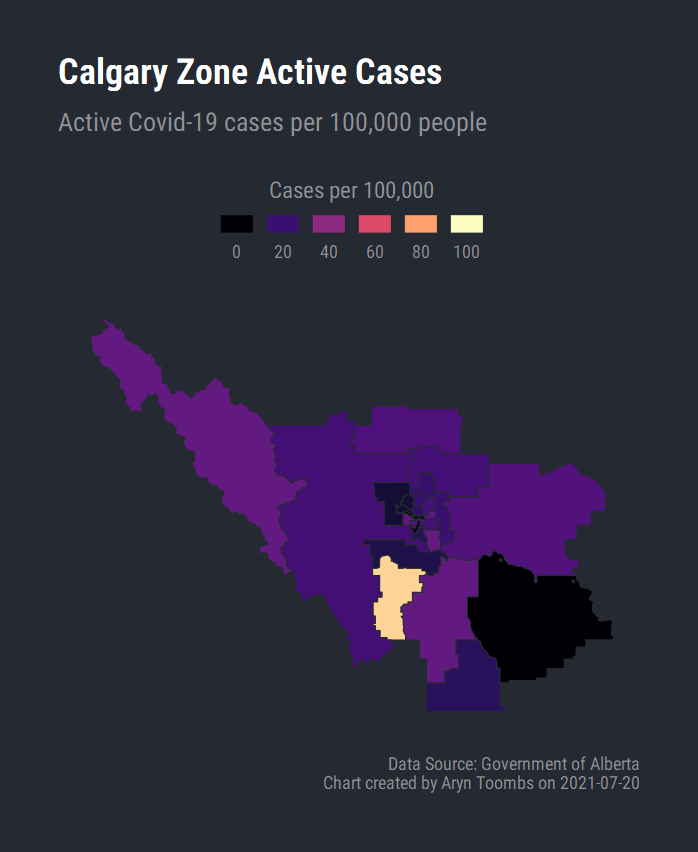 Calgary Zone Active Cases
Active Covid-19 cases per 100,000 people
Cases per 100,000
0 20 40 60 80 100
Data Source: Government of Alberta
Chart created by Aryn Toombs on 2021-07-20